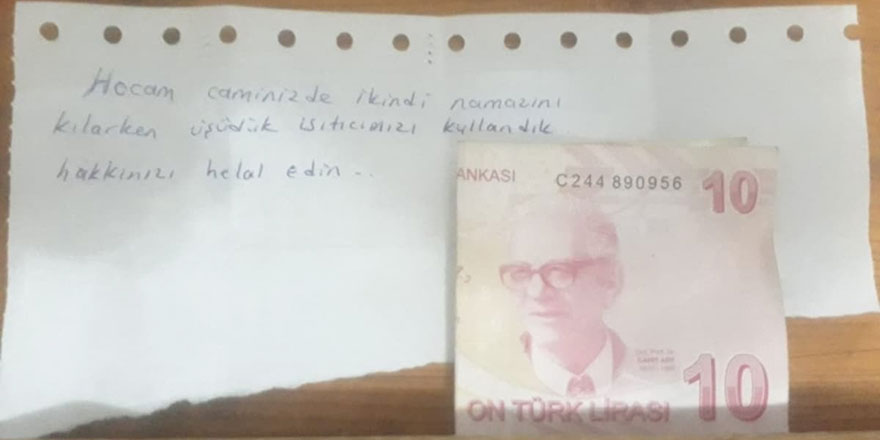 Hocam caminizde ikindi namazını
kılarken üşüdük ısıtıcınızı kullandık
hakkınızı helal edin...
ANKASI C244 890956 10
ON TÜRK LİRASI 10